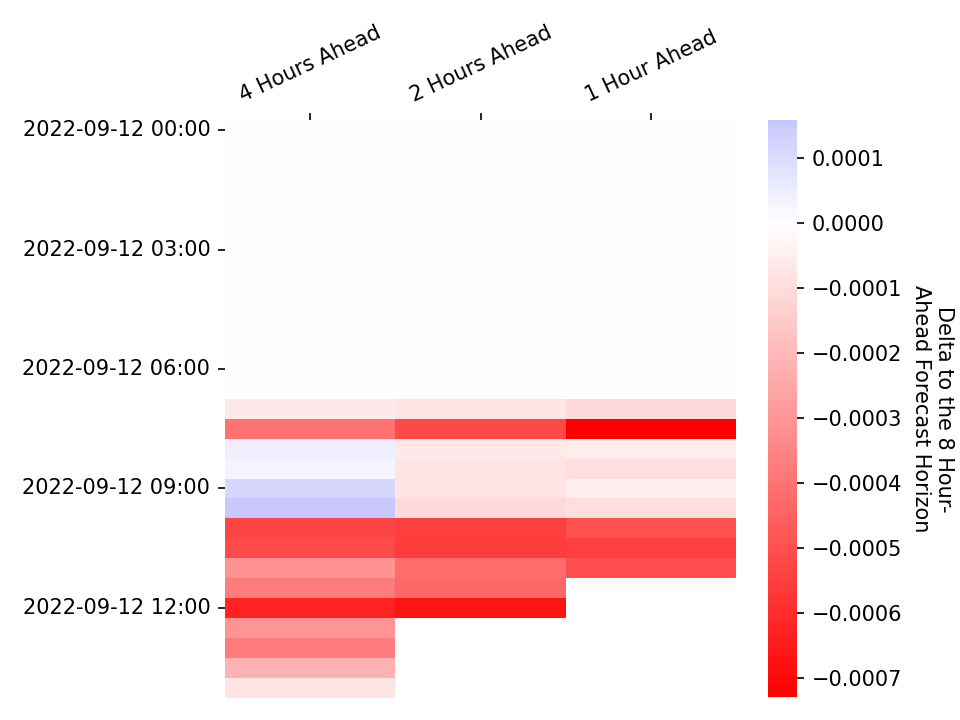 4 Hours Ahead
2 Hours Ahead
1 Hour Ahead
2022-09-12 00:00
2022-09-12 03:00
2022-09-12 06:00
2022-09-12 09:00
2022-09-12 12:00
0.0001
0.0000
−0.0001
−0.0002
−0.0003
−0.0004
−0.0005
−0.0006
−0.0007
Delta to the 8 Hour-
Ahead Forecast Horizon